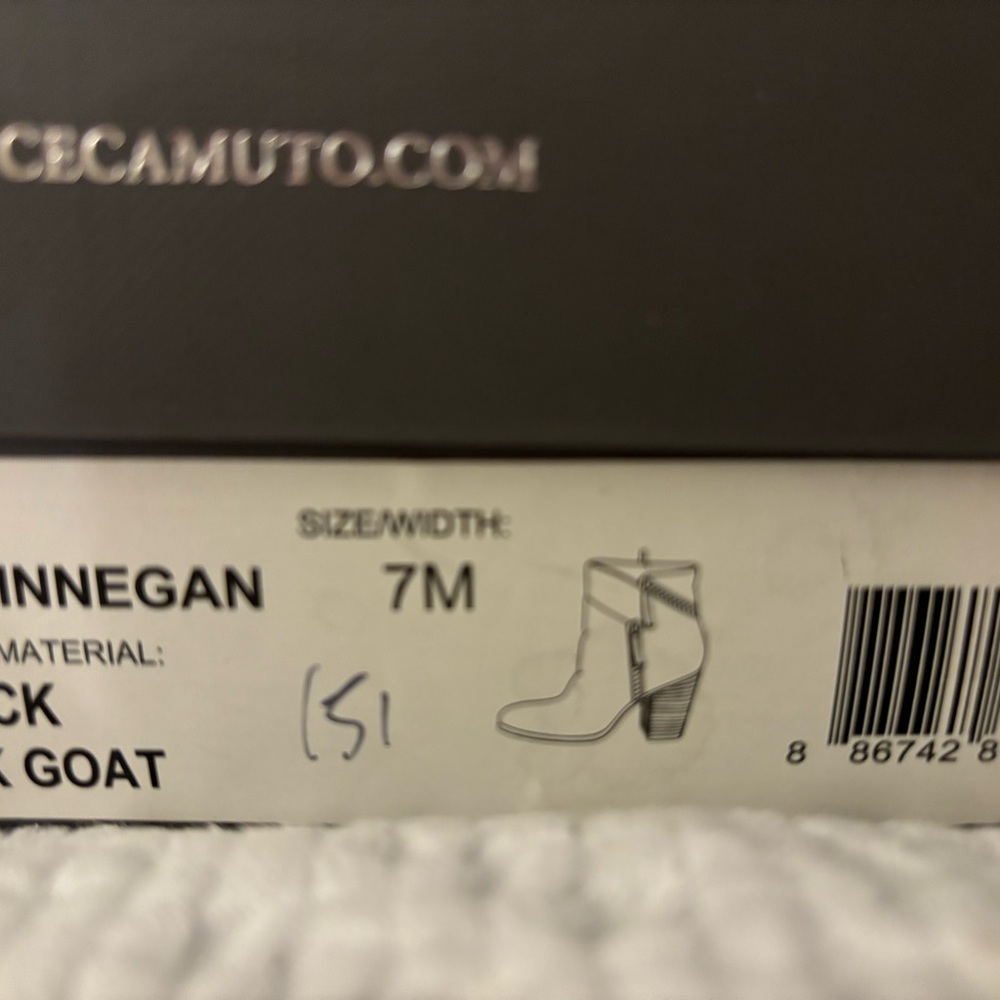 CECAMUTO.COM
SIZE/WIDTH:
INNEGAN 7M
MATERIAL:
CK
151
K GOAT
8 86742 8